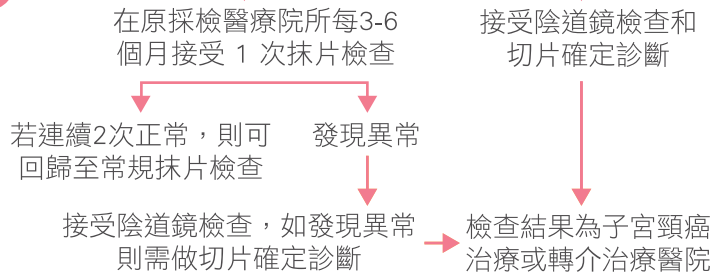 在原採檢醫療院所每3-6
個月接受 1 次抹片檢查
接受陰道鏡檢查和
切片確定診斷
若連續2次正常，則可
回歸至常規抹片檢查
發現異常
接受陰道鏡檢查，如發現異常
則需做切片確定診斷
檢查結果為子宮頸癌
治療或轉介治療醫院